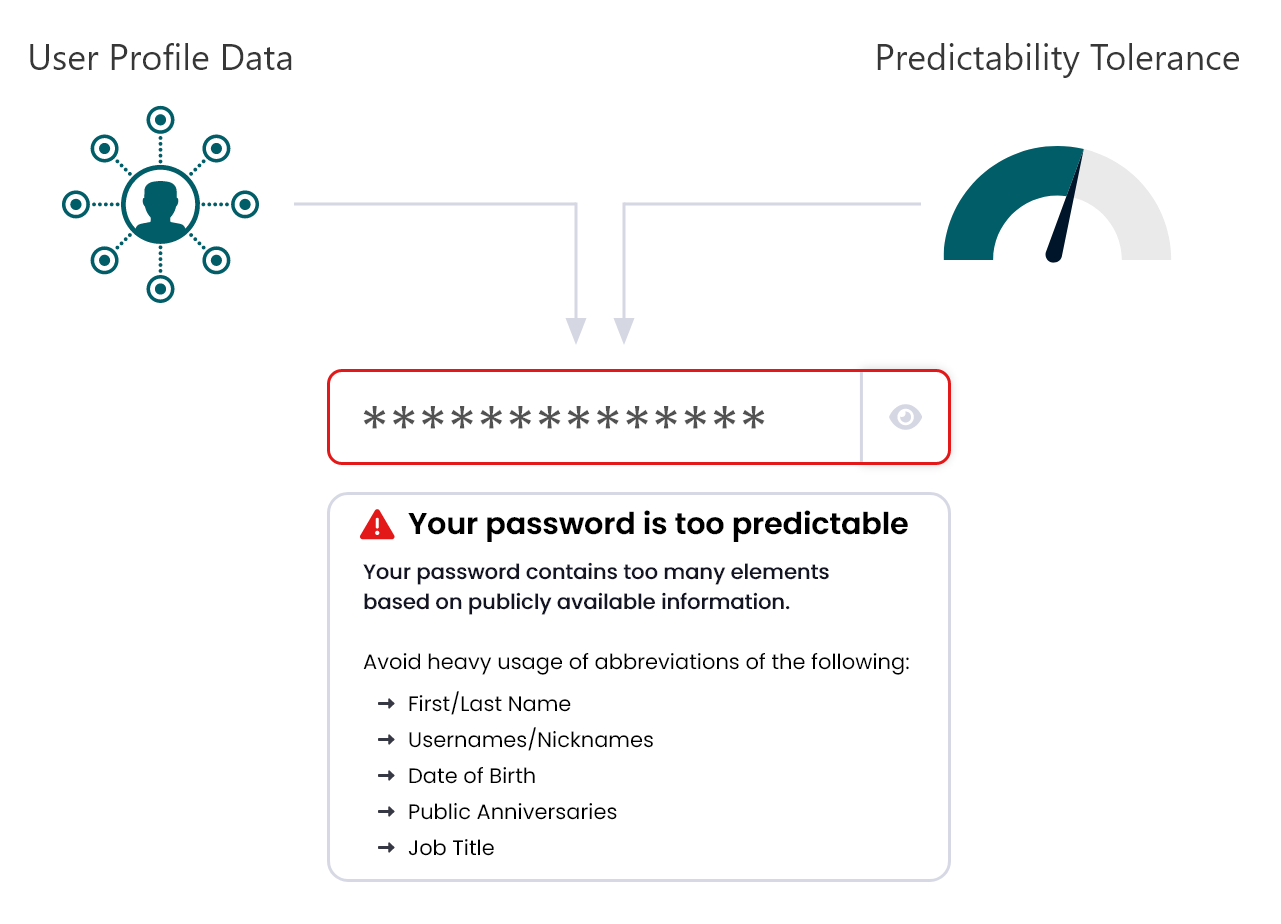 User Profile Data
Predictability Tolerance
**************
Your password is too predictable
Your password contains too many elements
based on publicly available information.
Avoid heavy usage of abbreviations of the following:
→ First/Last Name
→ Usernames/Nicknames
→ Date of Birth
→ Public Anniversaries
→ Job Title